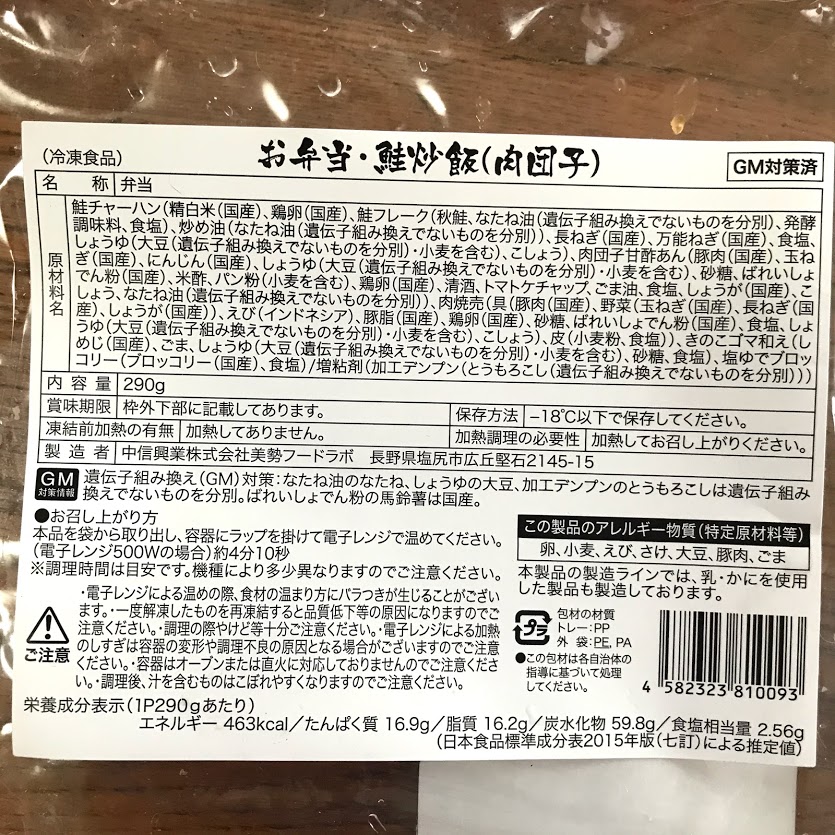 (冷凍食品)
お弁当・鮭炒飯(肉団子)
GM対策済
名 称 弁当
原材料名
鮭チャーハン(精白米(国産)、鶏卵(国産)、鮭フレーク(秋鮭、なたね油(遺伝子組み換えでないものを分別)、発酵
調味料、食塩)、炒め油(なたね油(遺伝子組み換えでないものを分別))、長ねぎ(国産)、万能ねぎ(国産)、食塩、
しょうゆ(大豆(遺伝子組み換えでないものを分別)・小麦を含む)、こしょう)、肉団子甘酢あん(豚肉(国産)、玉ね
ぎ(国産)、にんじん(国産)、しょうゆ(大豆(遺伝子組み換えでないものを分別)・小麦を含む)、砂糖、ばれいしょ
でん粉(国産)、米酢、パン粉(小麦を含む)、鶏卵(国産)、清酒、トマトケチャップ、ごま油、食塩、しょうが(国産)、こ
しょう、なたね油(遺伝子組み換えでないものを分別))、肉焼売(具(豚肉(国産)、野菜(玉ねぎ(国産)、長ねぎ(国
産)、しょうが(国産))、えび(インドネシア)、豚脂(国産)、鶏卵(国産)、砂糖、ばれいしょでん粉(国産)、食塩、しょ
うゆ(大豆(遺伝子組み換えでないものを分別)・小麦を含む)、こしょう)、皮(小麦粉、食塩))、きのこゴマ和え(し
めじ(国産)、ごま、しょうゆ(大豆(遺伝子組み換えでないものを分別)・小麦を含む)、砂糖、食塩)、塩ゆでブロッ
コリー(ブロッコリー(国産)、食塩)/増粘剤(加工デンプン(とうもろこし(遺伝子組み換えでないものを分別)))
内 容 量 290g
賞味期限 枠外下部に記載してあります。
保存方法 −18℃以下で保存してください。
凍結前加熱の有無 加熱してありません。
加熱調理の必要性 加熱してお召し上がりください。
製 造 者 中信興業株式会社美勢フードラボ 長野県塩尻市広丘堅石2145-15
GM対策情報
遺伝子組み換え(GM)対策:なたね油のなたね、しょうゆの大豆、加工デンプンのとうもろこしは遺伝子組み
換えでないものを分別。ばれいしょでん粉の馬鈴薯は国産。
●お召し上がり方
本品を袋から取り出し、容器にラップを掛けて電子レンジで温めてください。
(電子レンジ500Wの場合)約4分10秒
※調理時間は目安です。機種により多少異なりますのでご注意ください。
この製品のアレルギー物質(特定原材料等)
卵、小麦、えび、さけ、大豆、豚肉、ごま
本製品の製造ラインでは、乳・かにを使用
した製品も製造しております。
ご注意
・電子レンジによる温めの際、食材の温まり方にバラつきが生じることがござい
ます。・一度解凍したものを再凍結すると品質低下等の原因になりますのでご
注意ください。・調理の際やけど等十分ご注意ください。・電子レンジによる加熱
のしすぎは容器の変形や調理不良の原因となる場合がございますのでご注意
ください。・容器はオーブンまたは直火に対応しておりませんのでご注意くださ
い。・調理後、汁を含むものはこぼれやすくなりますのでご注意ください。
プラ
包材の材質
トレー:PP
外 袋:PE, PA
●この包材は各自治体の
指導に基づいて処理
してください。
4 582323 810093
栄養成分表示(1P290gあたり)
エネルギー 463kcal/たんぱく質 16.9g/脂質 16.2g/炭水化物 59.8g/食塩相当量 2.56g
(日本食品標準成分表2015年版(七訂)による推定値)